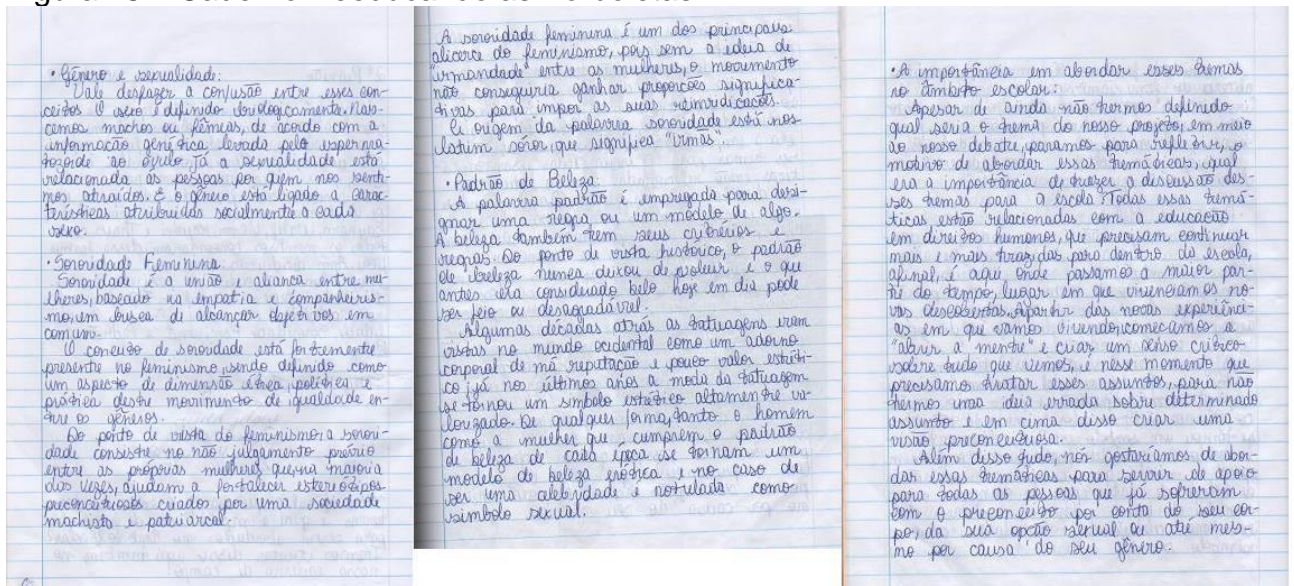 • Gênero e sexualidade:
Vale desfazer a confusão entre esses con-
ceitos. O sexo é definido biologicamente. Nas-
cemos machos ou fêmeas, de acordo com a
informação genética levada pelo esperma-
tozoide ao óvulo. Já a sexualidade está
relacionada às pessoas por quem nos senti-
mos atraídos. E o gênero está ligado a carac-
terísticas atribuídas socialmente a cada
sexo.
• Sororidade Feminina
Sororidade é a união e aliança entre mu-
lheres, baseado na empatia e companheiris-
mo, em busca de alcançar objetivos em
comum.
O conceito de sororidade está fortemente
presente no feminismo, sendo definido como
um aspecto de dimensão ética, política e
prática deste movimento de igualdade en-
tre os gêneros.
Do ponto de vista do feminismo, a sorori-
dade consiste no não julgamento prévio
entre as próprias mulheres que, na maioria
das vezes, ajudam a fortalecer estereótipos
preconceituosos criados por uma sociedade
machista e patriarcal.
A sororidade feminina é um dos principais
alicerce do feminismo, pois sem a ideia de
"irmandade" entre as mulheres, o movimento
não conseguiria ganhar proporções significa-
tivas para impor as suas reinvidicações.
A origem da palavra sororidade está no
latim sóror, que significa "irmãs".
• Padrão de Beleza
A palavra padrão é empregada para desi-
gnar uma regra ou um modelo de algo.
A beleza também tem seus critérios e
regras. Do ponto de vista histórico, o padrão
de beleza nunca deixou de evoluir e o que
antes era considerado belo hoje em dia pode
ser feio ou desagradável.
Algumas décadas atrás as tatuagens eram
vistas no mundo ocidental como um adorno
corporal de má reputação e pouco valor estéti-
co já nos últimos anos a moda da tatuagem
se tornou um símbolo estético altamente va-
lorizado. De qualquer forma, tanto o homem
como a mulher que cumprem o padrão
de beleza de cada época se tornam um
modelo de beleza erótica e no caso de
ser uma celebridade é rotulada como
símbolo sexual.
• A importância em abordar esses temas
no âmbito escolar:
Apesar de ainda não termos definido
qual seria o tema do nosso projeto, em meio
ao nosso debate, paramos para refletir, o
motivo de abordar essas temáticas, qual
era a importância de trazer a discussão des-
ses temas para a escola. Todas essas temá-
ticas estão relacionadas com a educação
em direitos humanos, que precisam continuar
mais e mais trazidas para dentro da escola,
afinal, é aqui onde passamos a maior par-
te do tempo, lugar em que vivenciamos no-
vas descobertas. Apartir das novas experiênci-
as em que vamos vivendo, começamos a
"abrir a mente" e criar um senso crítico
sobre tudo que vemos, e nesse momento que
precisamos tratar esses assuntos, para não
termos uma ideia errada sobre determinado
assunto e em cima disso criar uma
visão preconceituosa.
Além disso tudo, nós gostaríamos de abor-
dar essas temáticas para servir de apoio
para todas as pessoas que já sofreram
com o preconceito por conta do seu cor-
po, da sua opção sexual ou até mes-
mo por causa do seu gênero.